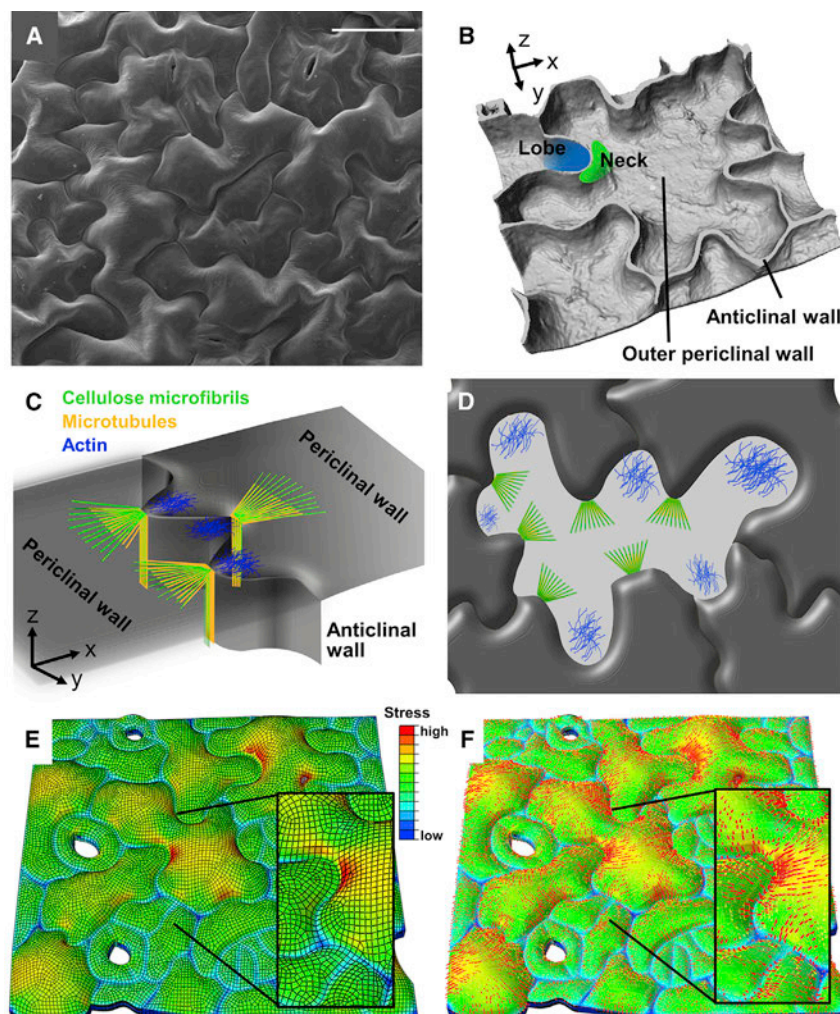 A
B
z
x
y
Lobe
Neck
Anticlinal wall
Outer periclinal wall
C
Cellulose microfibrils
Microtubules
Actin
Periclinal wall
Periclinal wall
Anticlinal
wall
z
x
y
D
E
Stress
high
low
F